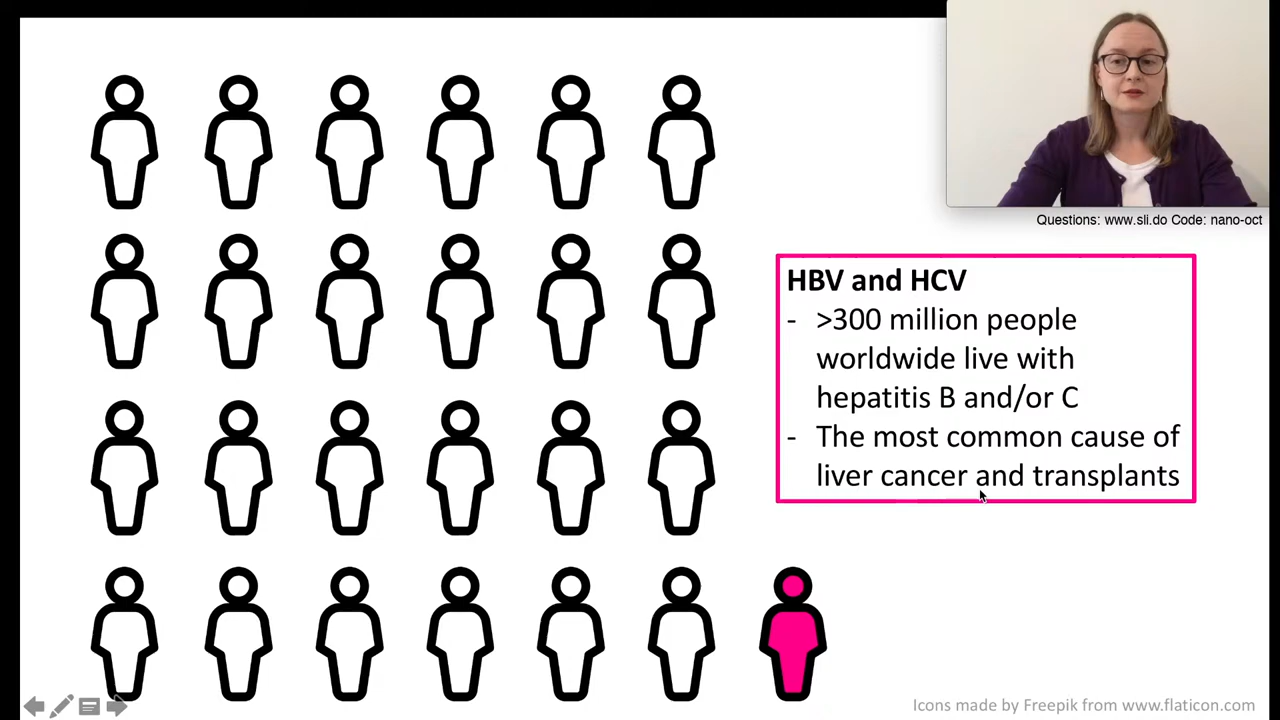 Questions: www.sli.do Code: nano-oct
HBV and HCV
- >300 million people
worldwide live with
hepatitis B and/or C
- The most common cause of
liver cancer and transplants
Icons made by Freepik from www.flaticon.com